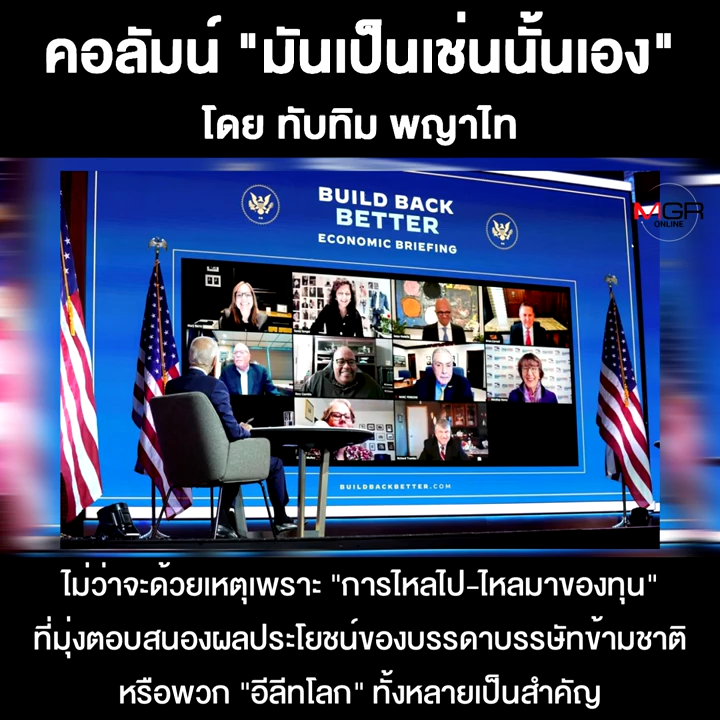 คอลัมน์ "มันเป็นเช่นนั้นเอง"
โดย ทับทิม พญาไท
MGR
ONLINE
BUILD BACK
BETTER
ECONOMIC BRIEFING
BUILDBACKBETTER.COM
ไม่ว่าจะด้วยเหตุเพราะ "การไหลไป-ไหลมาของทุน"
ที่มุ่งตอบสนองผลประโยชน์ของบรรดาบรรษัทข้ามชาติ
หรือพวก "อีลีทโลก" ทั้งหลายเป็นสำคัญ